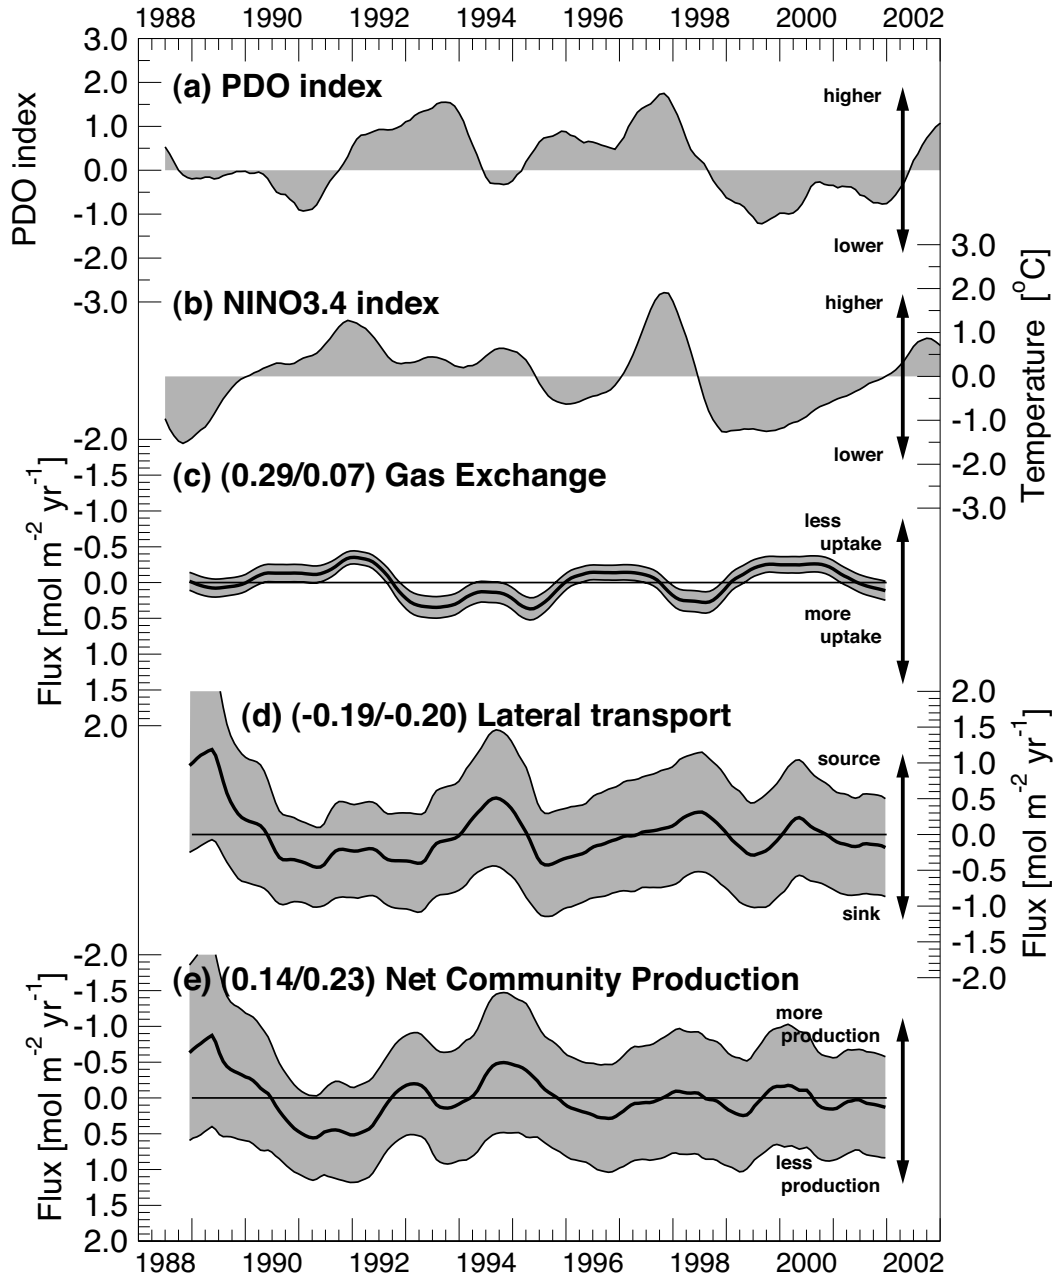 1988 1990 1992 1994 1996 1998 2000 2002
3.0
2.0
1.0
0.0
-1.0
-2.0
-3.0
PDO index
(a) PDO index
higher
lower
3.0
2.0
1.0
0.0
-1.0
-2.0
-3.0
Temperature [°C]
(b) NINO3.4 index
higher
lower
-2.0
-1.5
-1.0
-0.5
0.0
0.5
1.0
1.5
2.0
Flux [mol m-2 yr-1]
(c) (0.29/0.07) Gas Exchange
less
uptake
more
uptake
2.0
1.5
1.0
0.5
0.0
-0.5
-1.0
-1.5
-2.0
Flux [mol m-2 yr-1]
(d) (-0.19/-0.20) Lateral transport
source
sink
-2.0
-1.5
-1.0
-0.5
0.0
0.5
1.0
1.5
2.0
Flux [mol m-2 yr-1]
(e) (0.14/0.23) Net Community Production
more
production
less
production
1988 1990 1992 1994 1996 1998 2000 2002